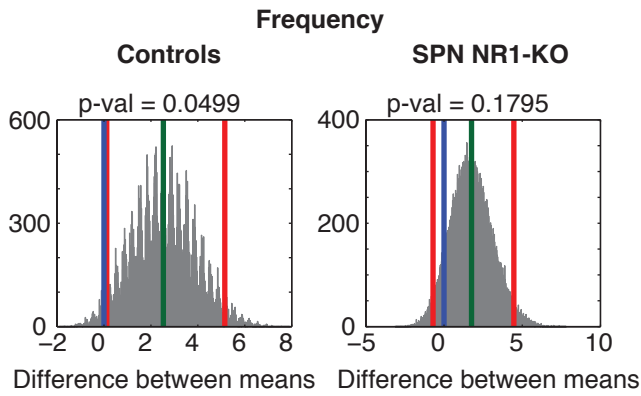 Frequency
Controls SPN NR1-KO
p-val = 0.0499 p-val = 0.1795
600 400
300 200
0 0
−2 0 2 4 6 8 −5 0 5 10
Difference between means Difference between means